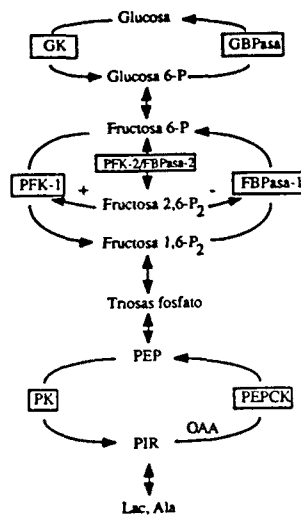 Glucosa
GK
GBPasa
Glucosa 6-P
Fructosa 6-P
PFK-2/FBPasa-2
PFK-1
+
-
FBPasa-1
Fructosa 2,6-P2
Fructosa 1,6-P2
Triosas fosfato
PEP
PK
PEPCK
OAA
PIR
Lac, Ala